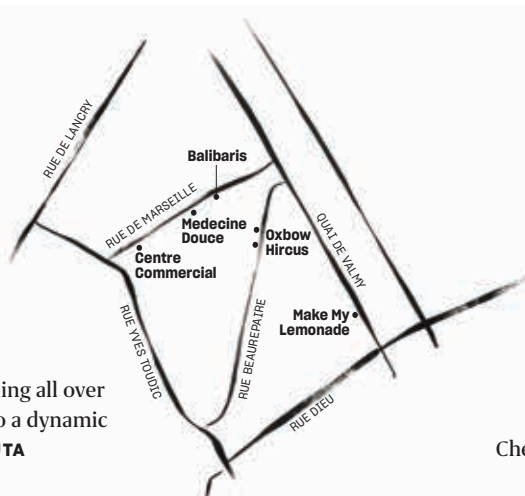 RUE DE LANCRY
Balibaris
RUE DE MARSEILLE
Medecine
Douce
Centre
Commercial
Oxbow
Hircus
QUAI DE VALMY
Make My
Lemonade
RUE YVES TOUDIC
RUE BEAUREPAIRE
RUE DIEU
ing all over
o a dynamic
TA
Che